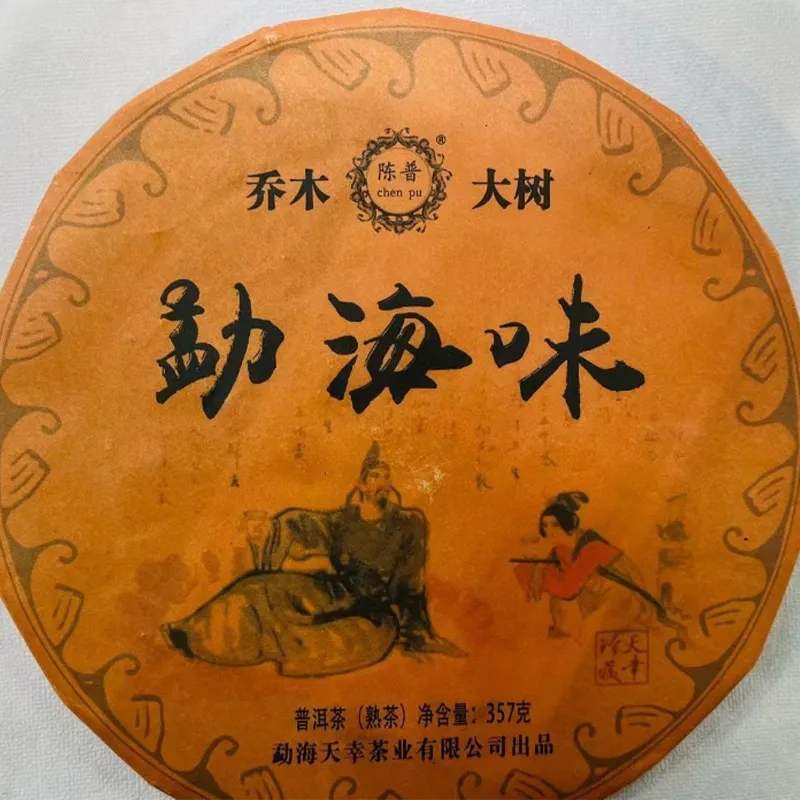 乔木 陈普® 大树
chen pu
勐海味
天幸
珍藏
普洱茶（熟茶）净含量：357克
勐海天幸茶业有限公司出品